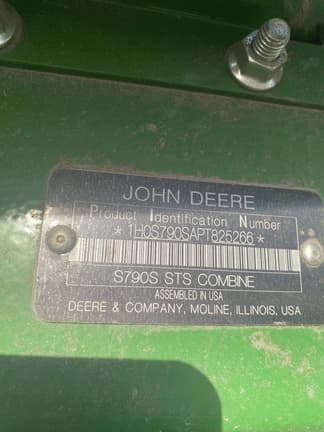 JOHN DEERE
Product Identification Number
*1H0S790SAPT825266*
S790S STS COMBINE
ASSEMBLED IN USA
DEERE & COMPANY, MOLINE, ILLINOIS, USA